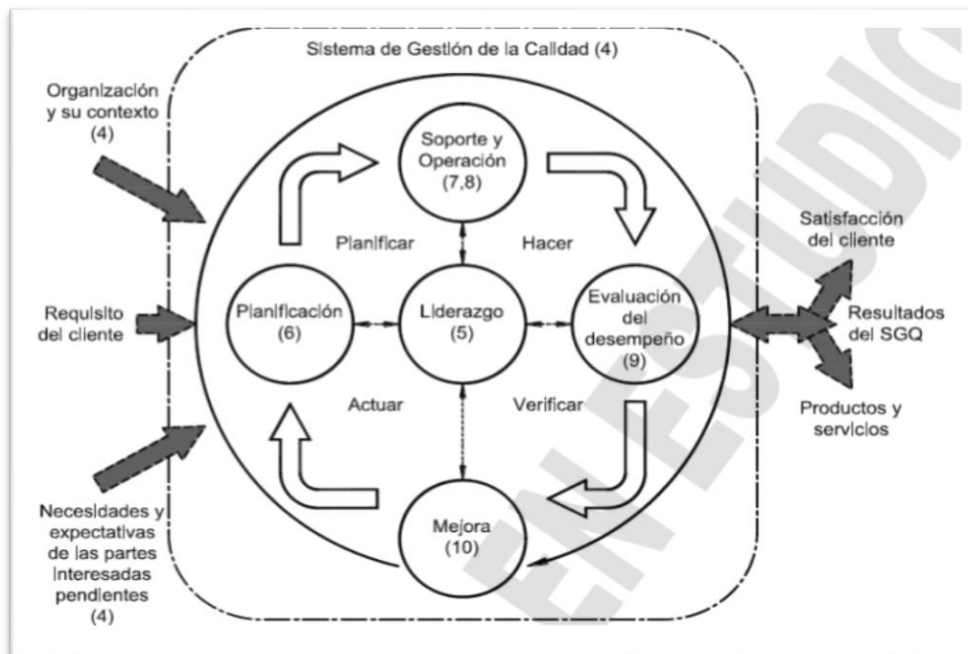 Sistema de Gestión de la Calidad (4)
Organización
y su contexto
(4)
Soporte y
Operación
(7,8)
Satisfacción
del cliente
Planificar
Hacer
Requisito
del cliente
Planificación
(6)
Liderazgo
(5)
Evaluación
del
desempeño
(9)
Resultados
del SGQ
Actuar
Verificar
Productos y
servicios
Necesidades y
expectativas
de las partes
interesadas
pendientes
(4)
Mejora
(10)
EN ESTUDIO